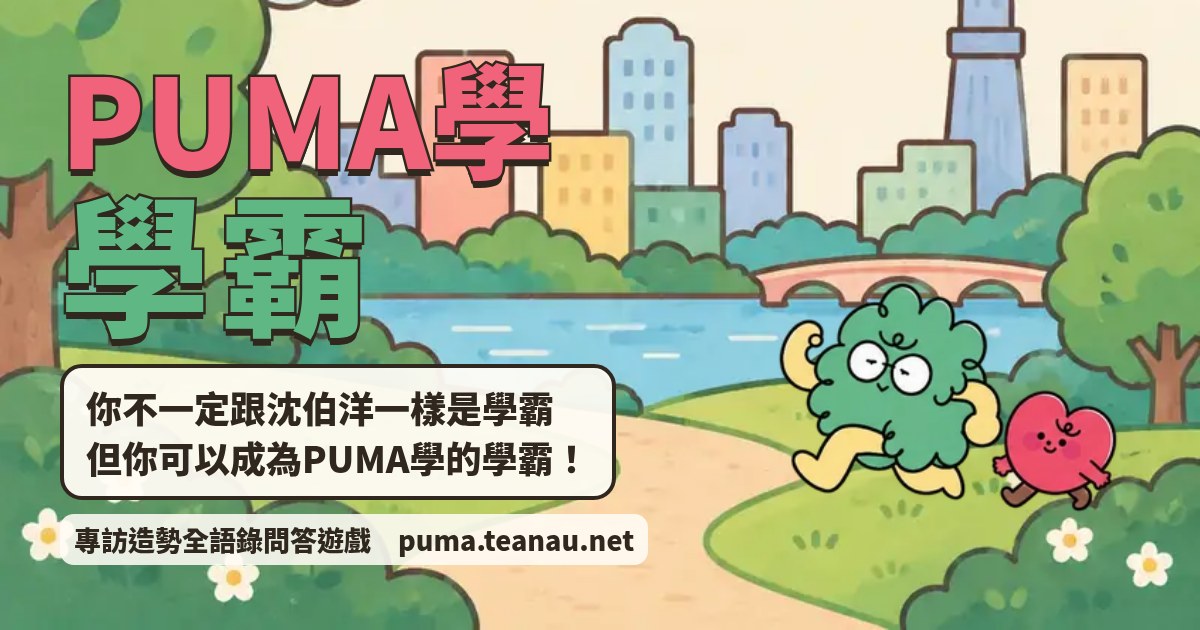 PUMA學
學霸
你不一定跟沈伯洋一樣是學霸
但你可以成為PUMA學的學霸！
專訪造勢全語錄問答遊戲 puma.teanau.net